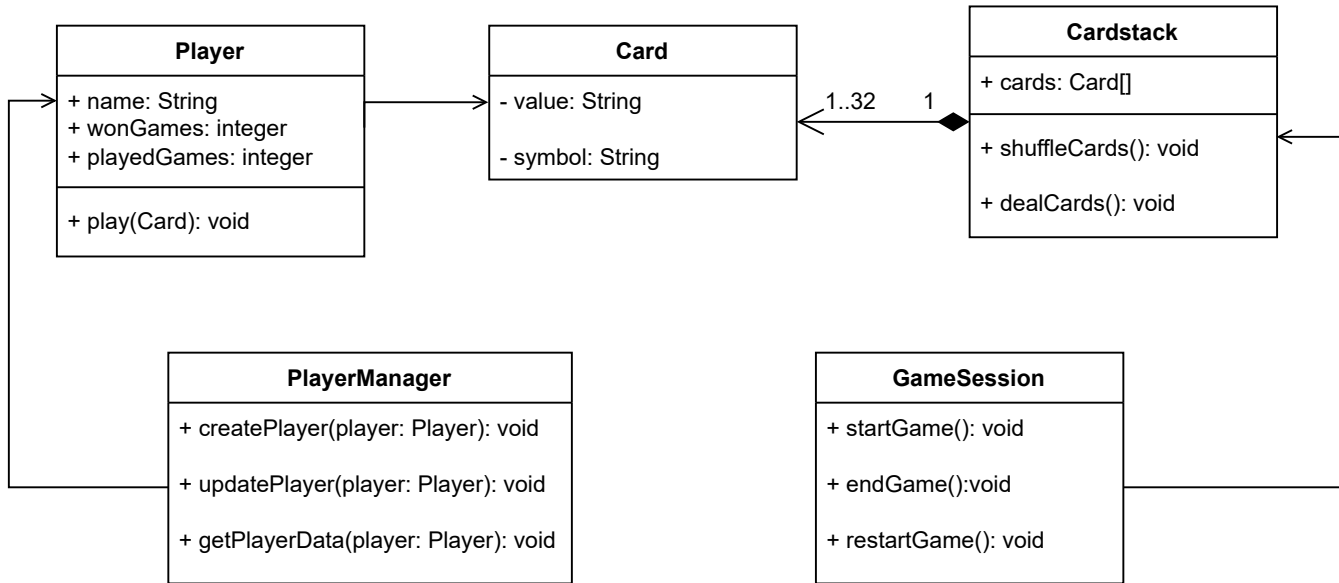 Player
+ name: String
+ wonGames: integer
+ playedGames: integer
+ play(Card): void
Card
- value: String
- symbol: String
1..32
1
Cardstack
+ cards: Card[]
+ shuffleCards(): void
+ dealCards(): void
PlayerManager
+ createPlayer(player: Player): void
+ updatePlayer(player: Player): void
+ getPlayerData(player: Player): void
GameSession
+ startGame(): void
+ endGame():void
+ restartGame(): void